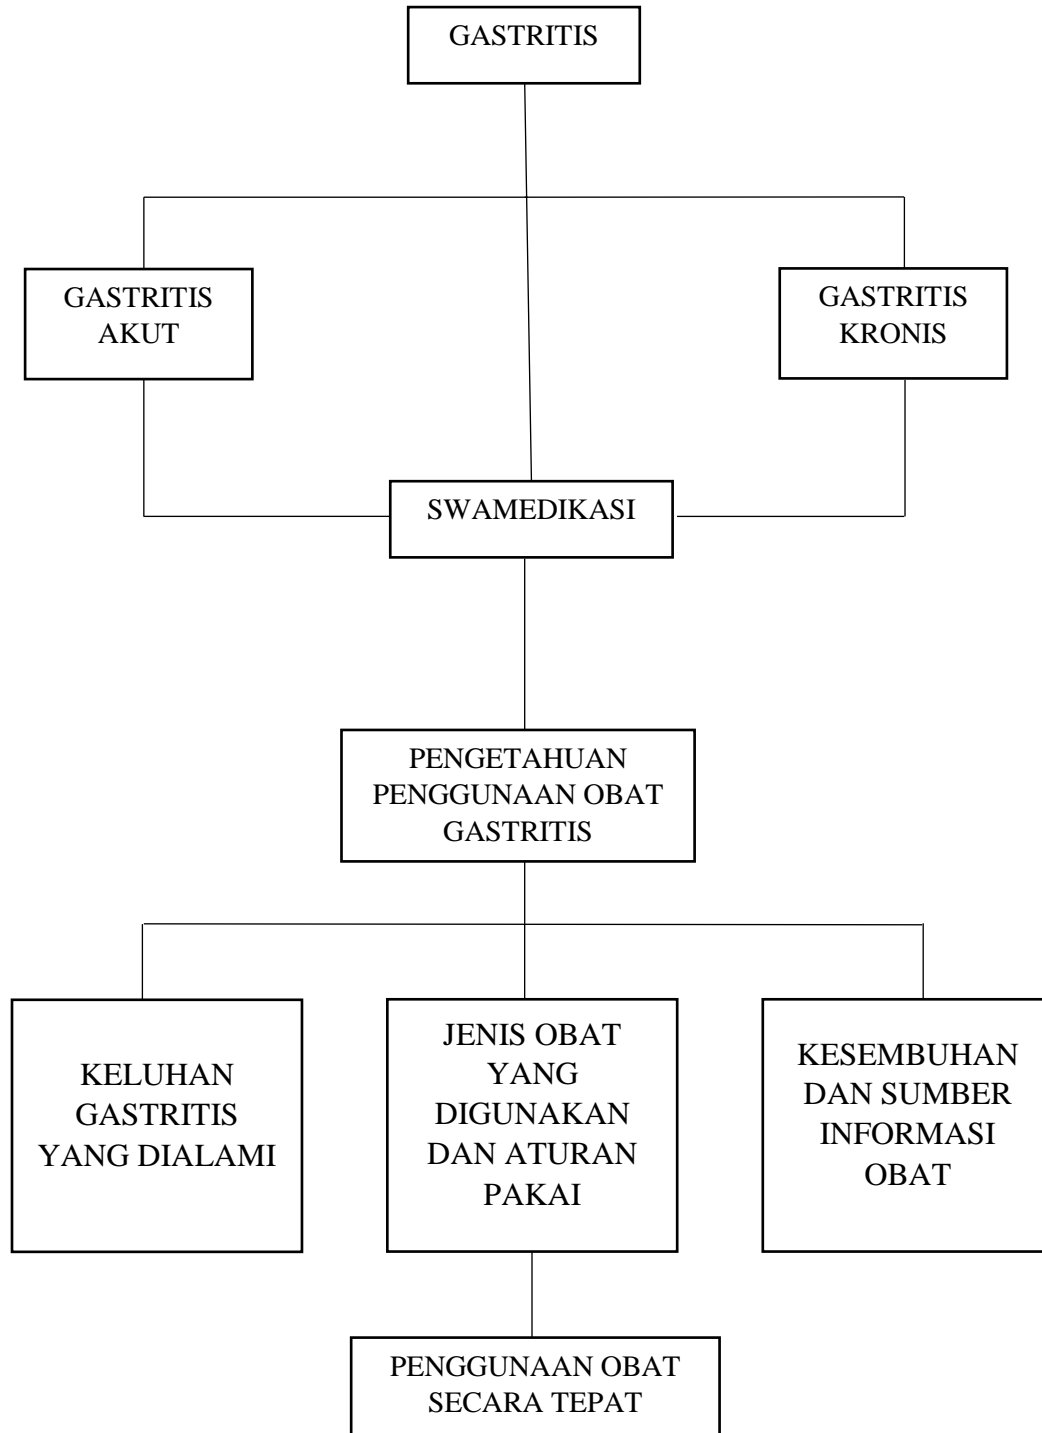 GASTRITIS
GASTRITIS
AKUT
GASTRITIS
KRONIS
SWAMEDIKASI
PENGETAHUAN
PENGGUNAAN OBAT
GASTRITIS
KELUHAN
GASTRITIS
YANG DIALAMI
JENIS OBAT
YANG
DIGUNAKAN
DAN ATURAN
PAKAI
KESEMBUHAN
DAN SUMBER
INFORMASI
OBAT
PENGGUNAAN OBAT
SECARA TEPAT